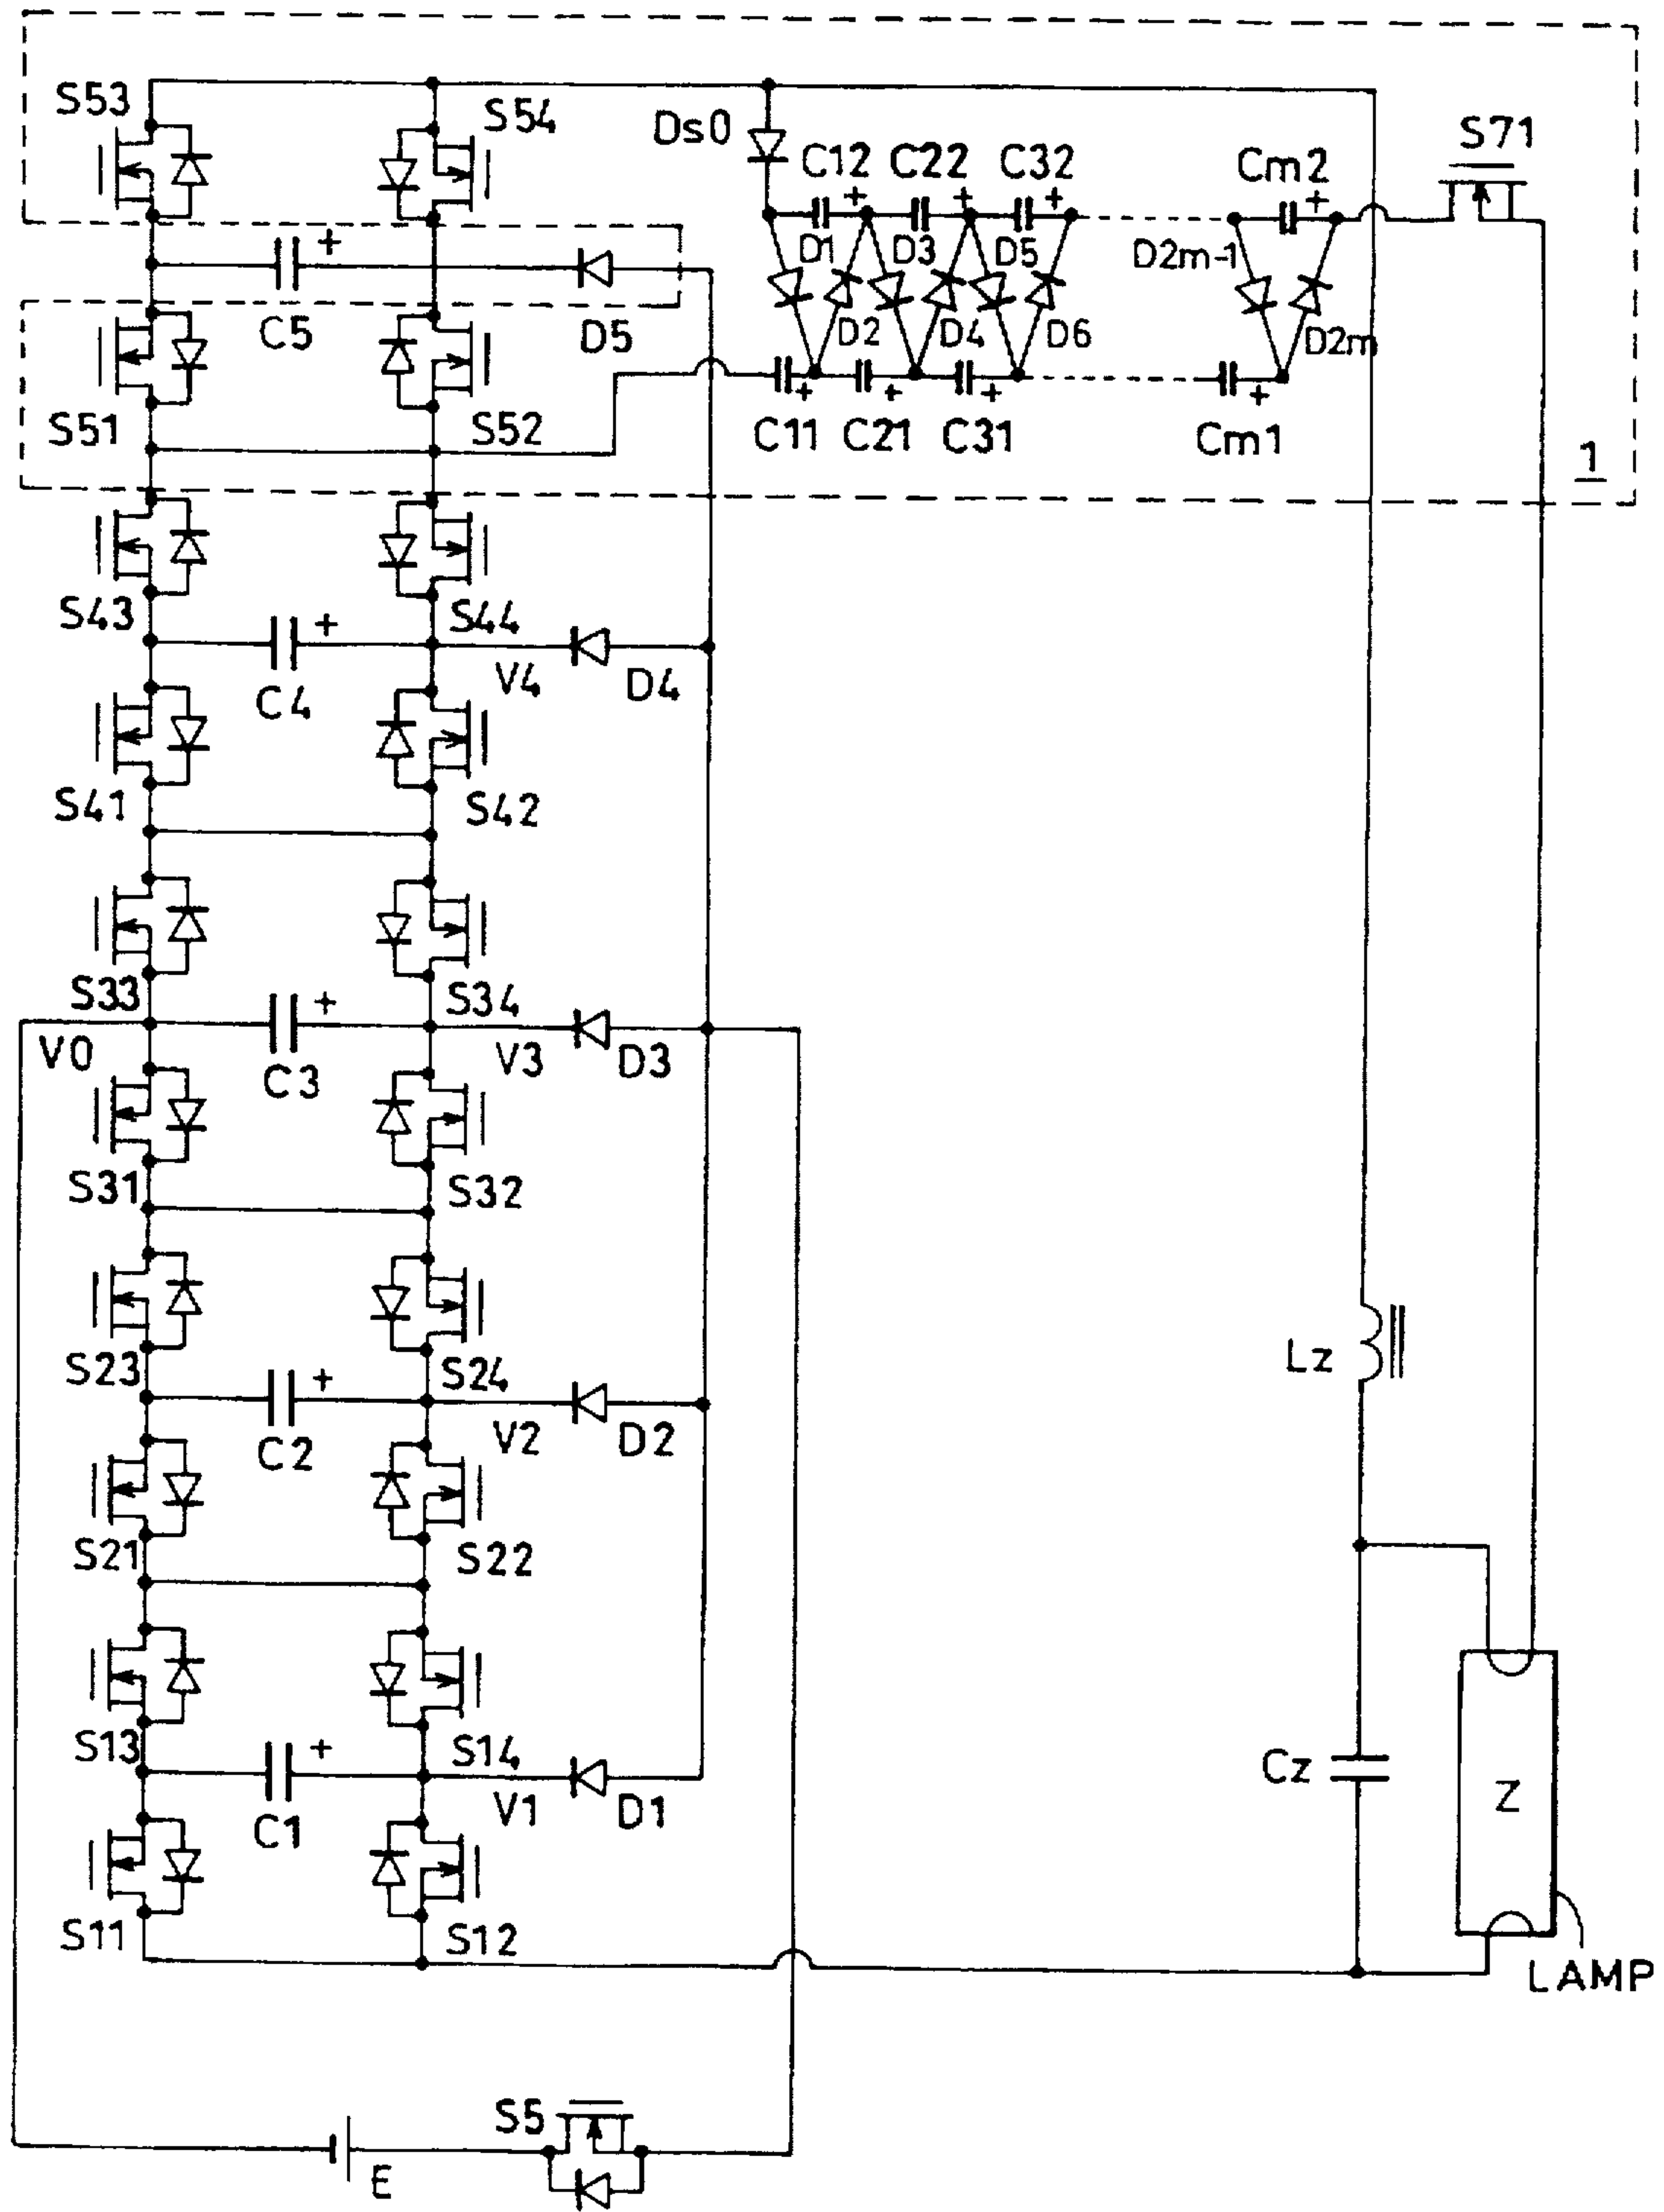 S53
S54
Ds0
C12 C22 C32
Cm2
S71
+ + + +
D1 D3 D5
D2m-1
+
C5
D5
D2 D4 D6
D2m
+ + + +
S51
S52
C11 C21 C31
Cm1
1
S43
+
S44
C4
V4
D4
S41
S42
S33
+
S34
V0
C3
V3
D3
S31
S32
S23
+
S24
Lz
C2
V2
D2
S21
S22
S13
+
S14
C1
V1
D1
Cz
Z
S11
S12
LAMP
S5
E